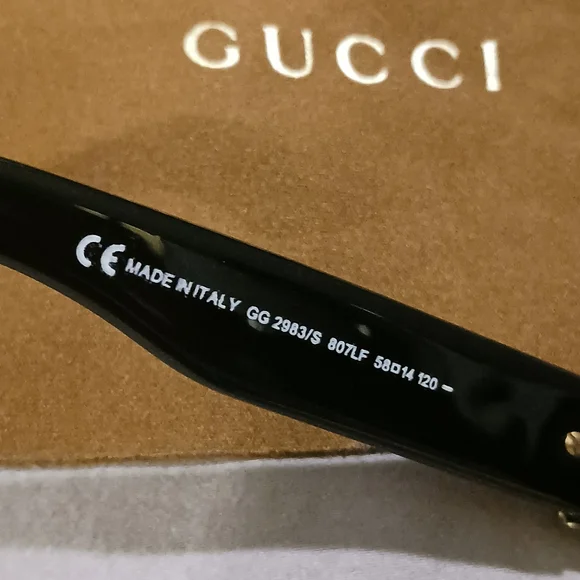 GUCCI
CE MADE IN ITALY GG 2983/S 807LF 58□14 120 -